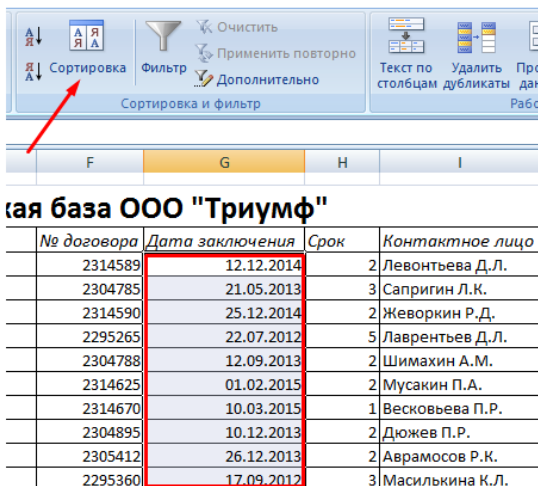 А Я Очистить
Я А Применить повторно
Сортировка Фильтр Дополнительно
Текст по столбцам Удалить дубликаты
Сортировка и фильтр
F G H I
кая база ООО "Триумф"
№ договора Дата заключения Срок Контактное лицо
2314589 12.12.2014 2 Левонтьева Д.Л.
2304785 21.05.2013 3 Сапригин Л.К.
2314590 25.12.2014 2 Жеворкин Р.Д.
2295265 22.07.2012 5 Лаврентьев Д.Л.
2304788 12.09.2013 2 Шимахин А.М.
2314625 01.02.2015 2 Мусакин П.А.
2314670 10.03.2015 1 Весковьева П.Р.
2304895 10.12.2013 2 Дюжев П.Р.
2305412 26.12.2013 2 Аврамосов Р.К.
2295360 17.09.2012 3 Масилькина К.Л.